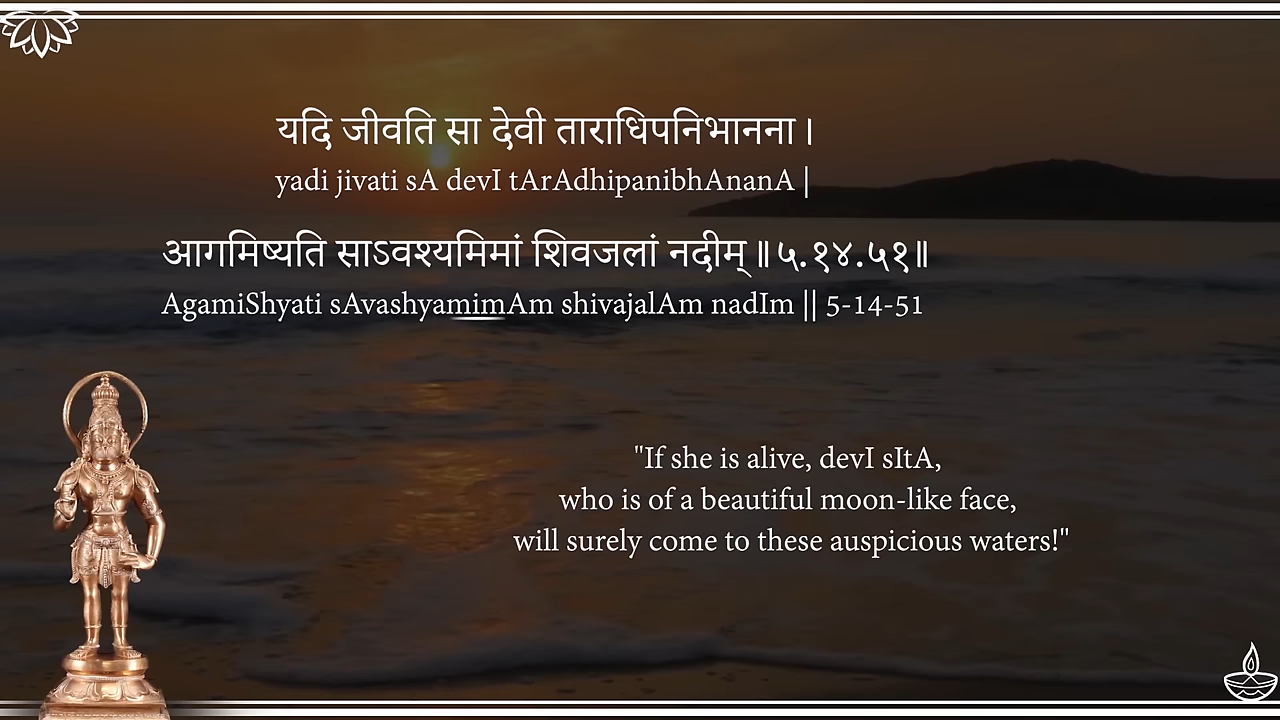 यदि जीवति सा देवी ताराधिपनिभानना ।
yadi jivati sA devI tArAdhipanibhAnanA |
आगमिष्यति साऽवश्यमिमां शिवजलां नदीम् ॥ ५.१४.५१॥
AgamiShyati sAvashyamimAm shivajalAm nadIm || 5-14-51
"If she is alive, devI sItA,
who is of a beautiful moon-like face,
will surely come to these auspicious waters!"